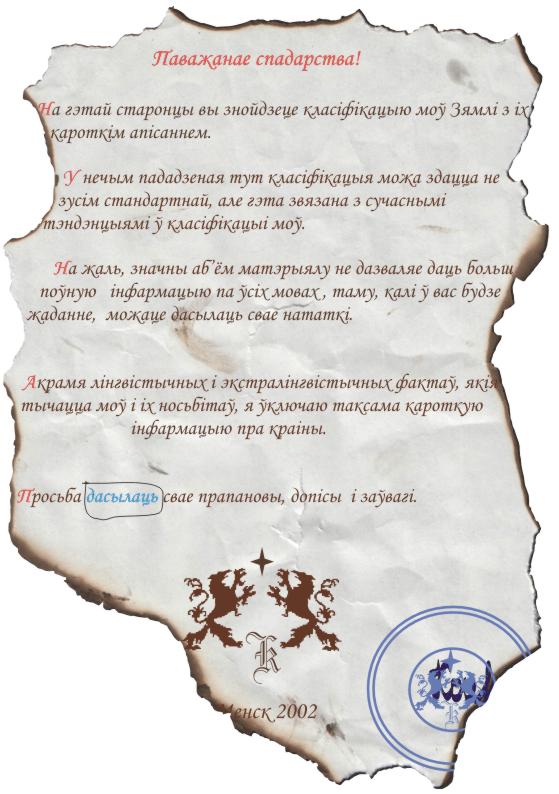 Паважанае спадарства!
На гэтай старонцы вы знойдзеце класіфікацыю моў Зямлі з іх
кароткім апісаннем.
У нечым пададзеная тут класіфікацыя можа здацца не
зусім стандартнай, але гэта звязана з сучаснымі
тэндэнцыямі ў класіфікацыі моў.
На жаль, значны аб'ём матэрыялу не дазваляе даць больш
поўную інфармацыю па ўсіх мовах , таму, калі ў вас будзе
жаданне, можаце дасылаць свае нататкі.
Акрамя лінгвістычных і экстралінгвістычных фактаў, якія
тычацца моў і іх носьбітаў, я ўключаю таксама кароткую
інфармацыю пра краіны.
Просьба дасылаць свае прапановы, допісы і заўвагі.
K
Менск 2002